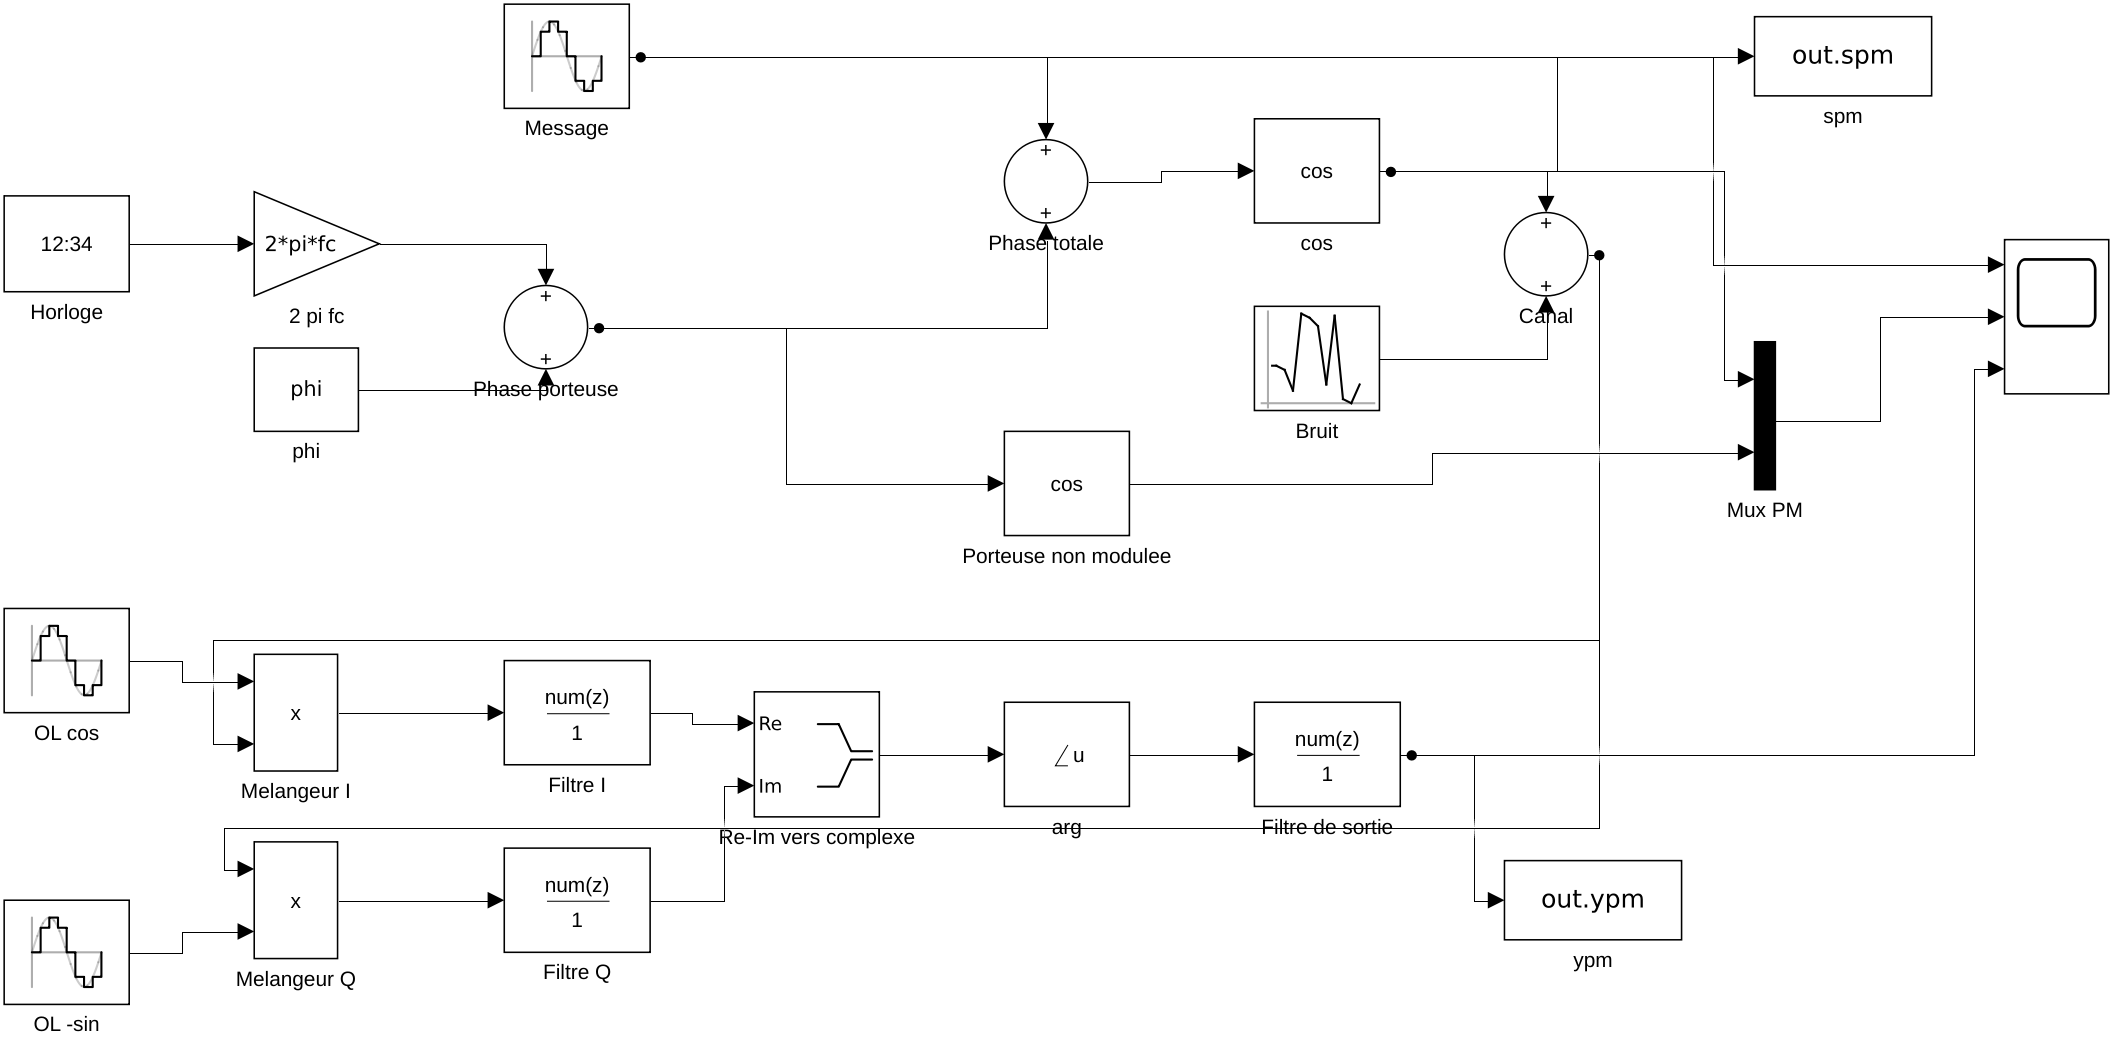 out.spm
Message
spm
+
cos
+
12:34
2*pi*fc
+
Phase totale
cos
+
+
Horloge
2 pi fc
+
Canal
phi
+
Phase porteuse
Bruit
phi
cos
Mux PM
Porteuse non modulee
num(z)
1
Re
x
OL cos
Melangeur I
Filtre I
Im
∠u
num(z)
1
Re-Im vers complexe
arg
Filtre de sortie
num(z)
1
x
out.ypm
Melangeur Q
Filtre Q
ypm
OL -sin